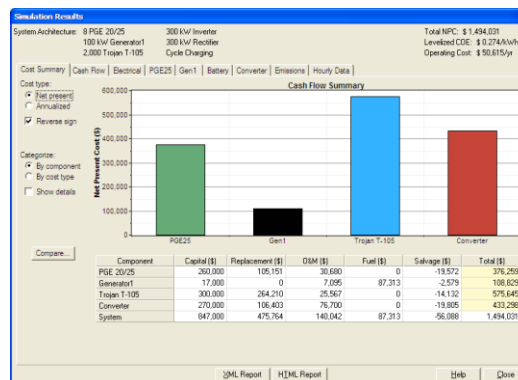 Simulation Results
System Architecture: 8 PGE 20/25 300 kW Inverter Total NPC: $ 1,494,031
100 kW Generator1 300 kW Rectifier Levelized COE: $ 0.274/kWh
2,000 Trojan T-105 Cycle Charging Operating Cost: $ 50,615/yr
Cost Summary Cash Flow Electrical PGE25 Gen1 Battery Converter Emissions Hourly Data
Cost type:
Net present
Annualized
Reverse sign
Categorize:
By component
By cost type
Show details
Compare...
Cash Flow Summary
Net Present Cost ($)
600,000
500,000
400,000
300,000
200,000
100,000
0
PGE25 Gen1 Trojan T-105 Converter
Component Capital ($) Replacement ($) O&M ($) Fuel ($) Salvage ($) Total ($)
PGE 20/25 260,000 105,151 30,680 0 -19,572 376,259
Generator1 17,000 0 7,095 87,313 -2,579 108,829
Trojan T-105 300,000 264,210 25,567 0 -14,132 575,645
Converter 270,000 106,403 76,700 0 -19,805 433,298
System 847,000 475,764 140,042 87,313 -56,088 1,494,031
XML Report HTML Report Help Close